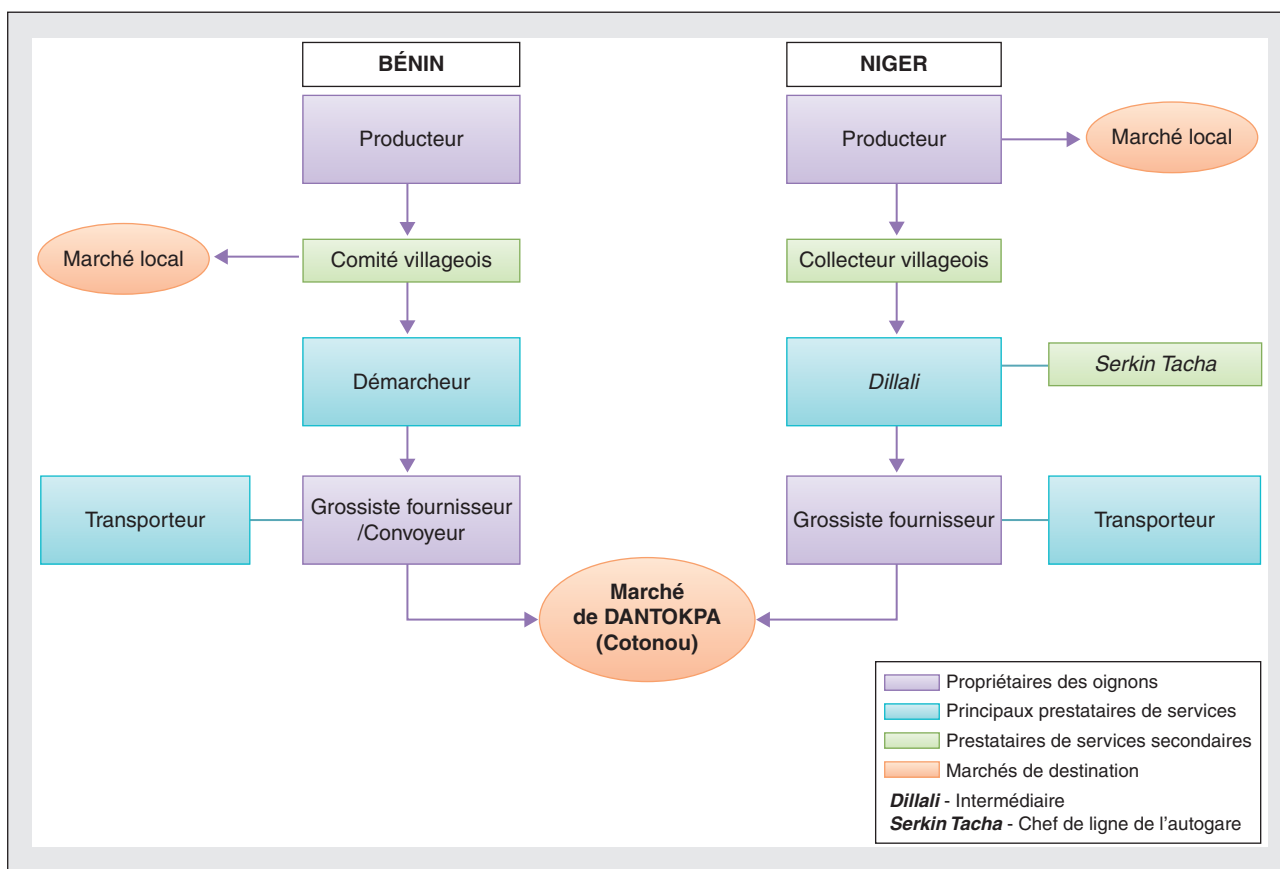 BÉNIN
Producteur
Marché local
Comité villageois
Démarcheur
Transporteur
Grossiste fournisseur
/Convoyeur
NIGER
Producteur
Marché local
Collecteur villageois
Dillali
Serkin Tacha
Grossiste fournisseur
Transporteur
Marché
de DANTOKPA
(Cotonou)
Propriétaires des oignons
Principaux prestataires de services
Prestataires de services secondaires
Marchés de destination
Dillali - Intermédiaire
Serkin Tacha - Chef de ligne de l’autogare